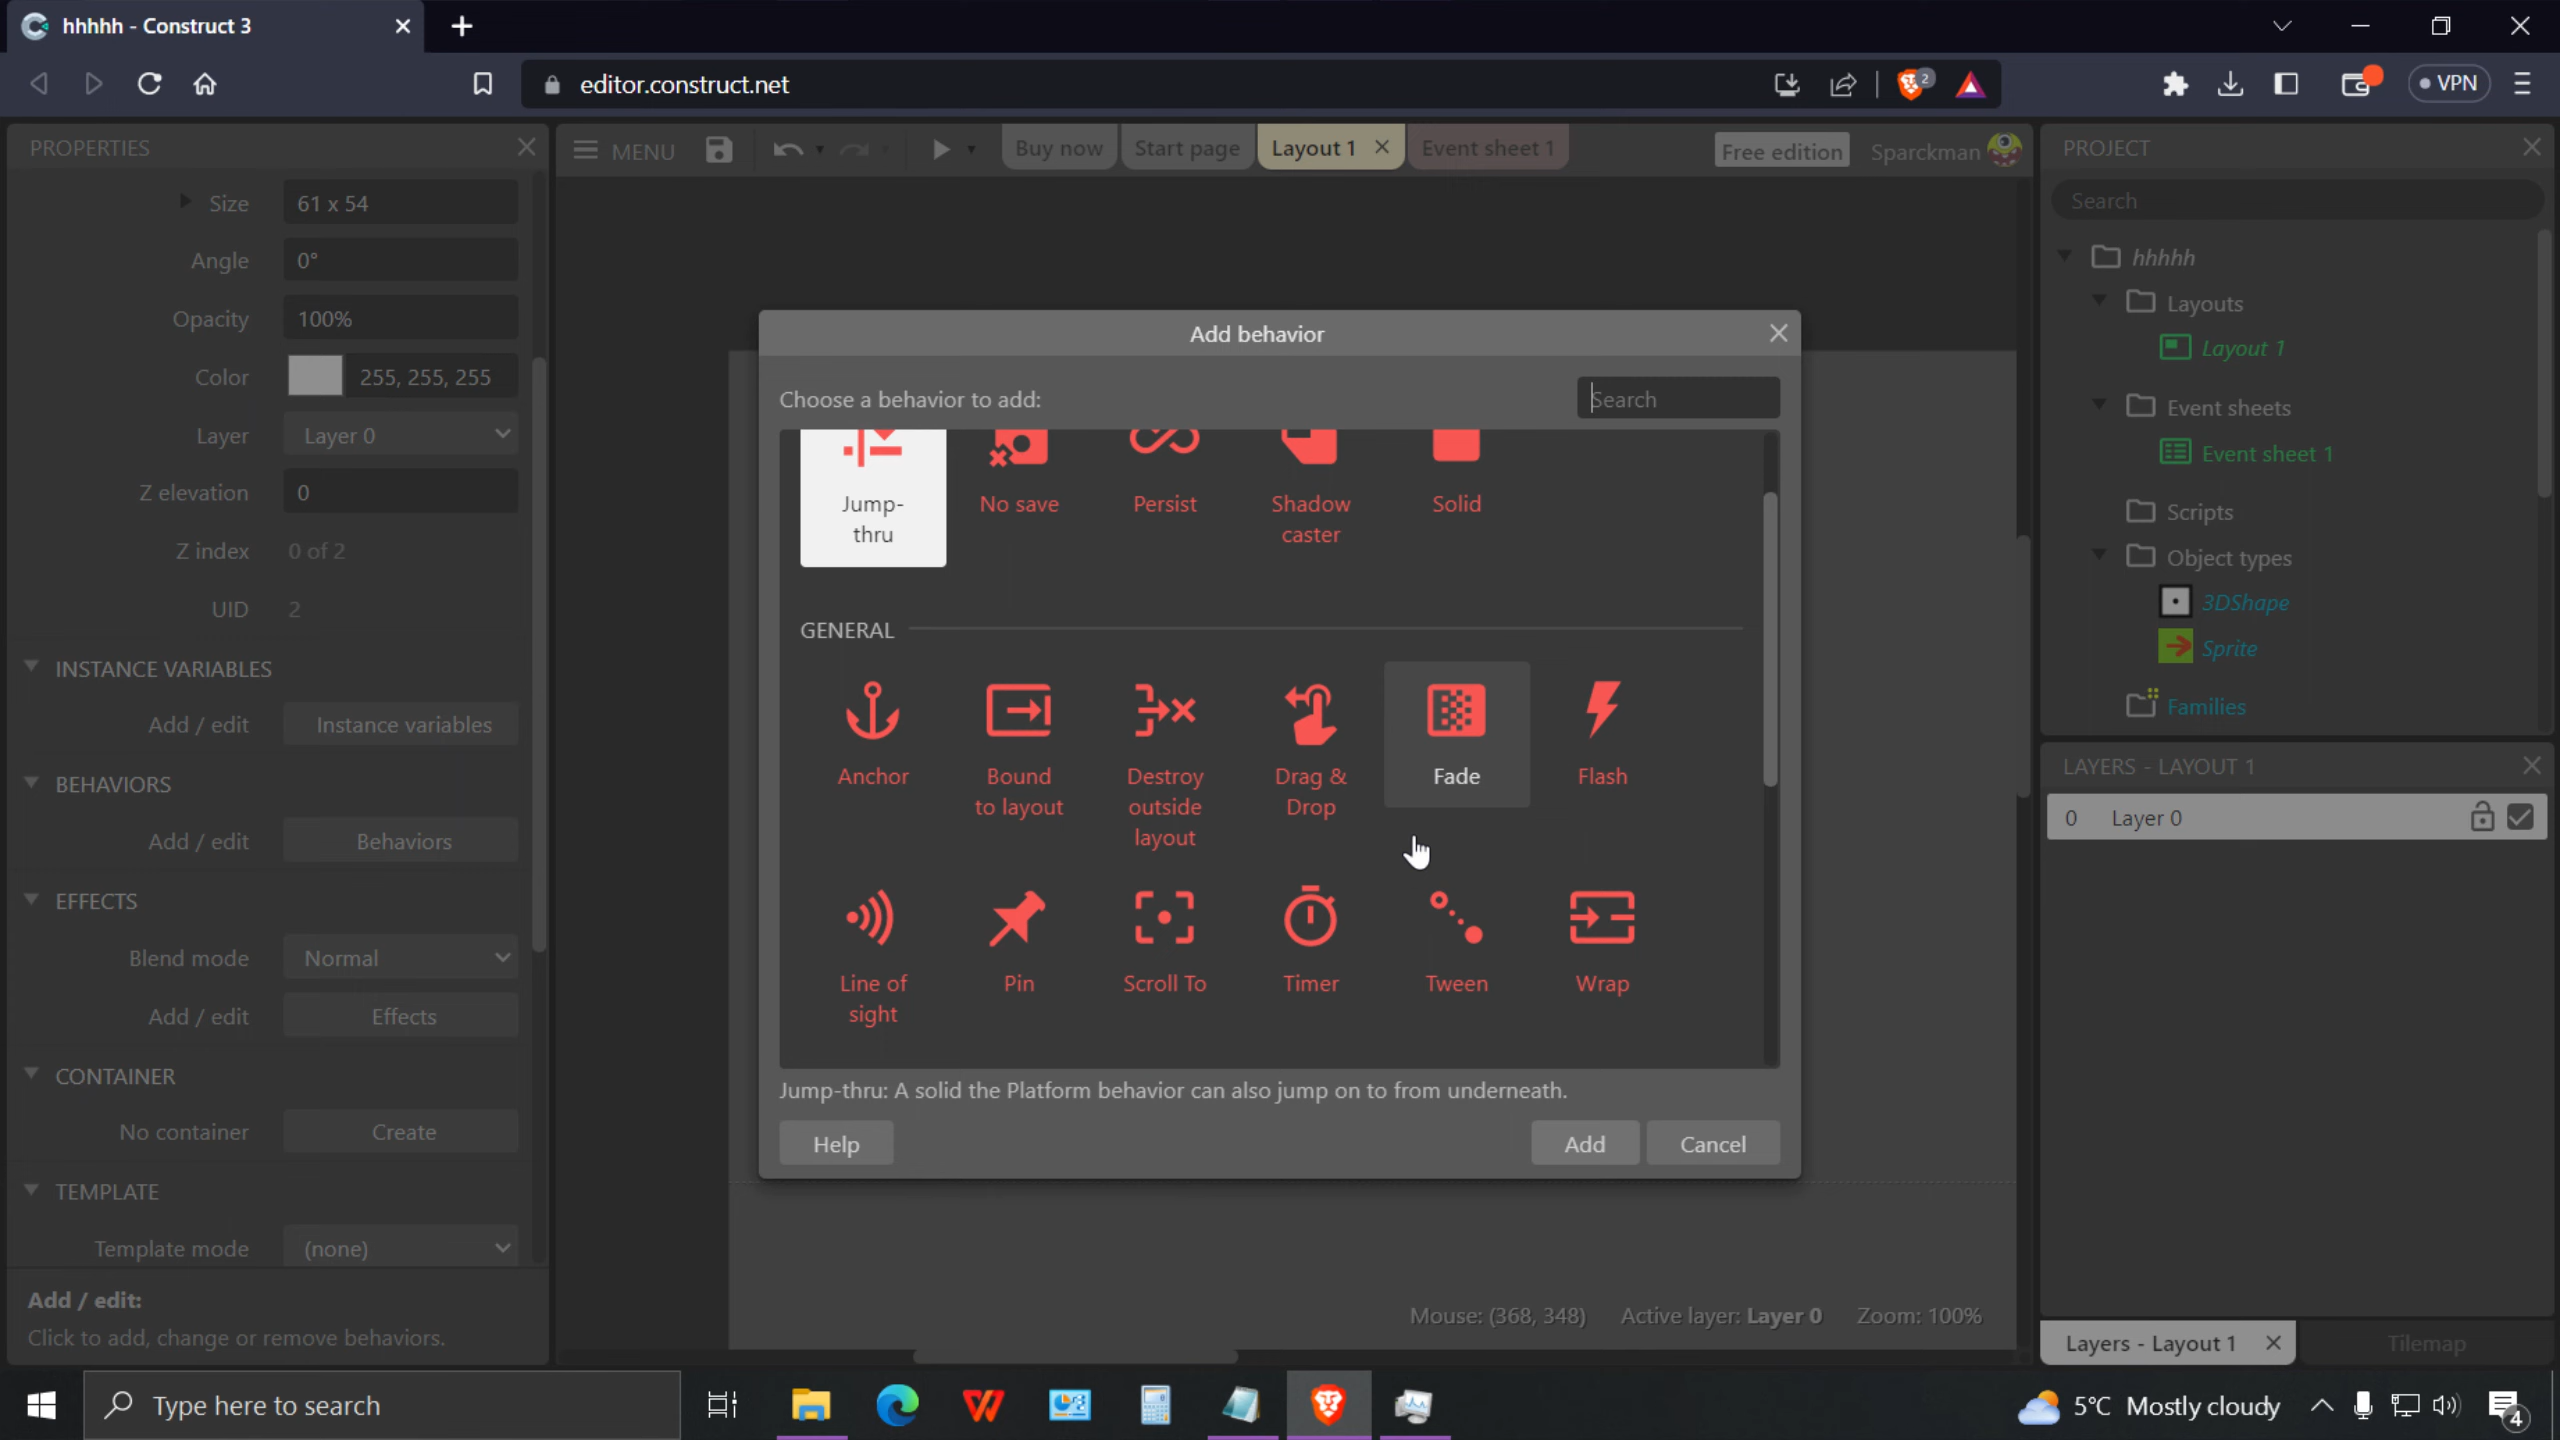 hhhhh - Construct 3
editor.construct.net
2
VPN
PROPERTIES
Size 61 x 54
Angle 0°
Opacity 100%
Color 255, 255, 255
Layer Layer 0
Z elevation 0
Z index 0 of 2
UID 2
INSTANCE VARIABLES
Add / edit Instance variables
BEHAVIORS
Add / edit Behaviors
EFFECTS
Blend mode Normal
Add / edit Effects
CONTAINER
No container Create
TEMPLATE
Template mode (none)
Add / edit:
Click to add, change or remove behaviors.
MENU
Buy now
Start page
Layout 1
Event sheet 1
Free edition
Sparckman
Add behavior
Choose a behavior to add:
Search
Jump-
thru
No save
Persist
Shadow
caster
Solid
GENERAL
Anchor
Bound
to layout
Destroy
outside
layout
Drag &
Drop
Fade
Flash
Line of
sight
Pin
Scroll To
Timer
Tween
Wrap
Jump-thru: A solid the Platform behavior can also jump on to from underneath.
Help
Add
Cancel
Mouse: (368, 348) Active layer: Layer 0 Zoom: 100%
PROJECT
Search
hhhhh
Layouts
Layout 1
Event sheets
Event sheet 1
Scripts
Object types
3DShape
Sprite
Families
LAYERS - LAYOUT 1
0 Layer 0
Layers - Layout 1
Tilemap
Type here to search
5°C Mostly cloudy
4